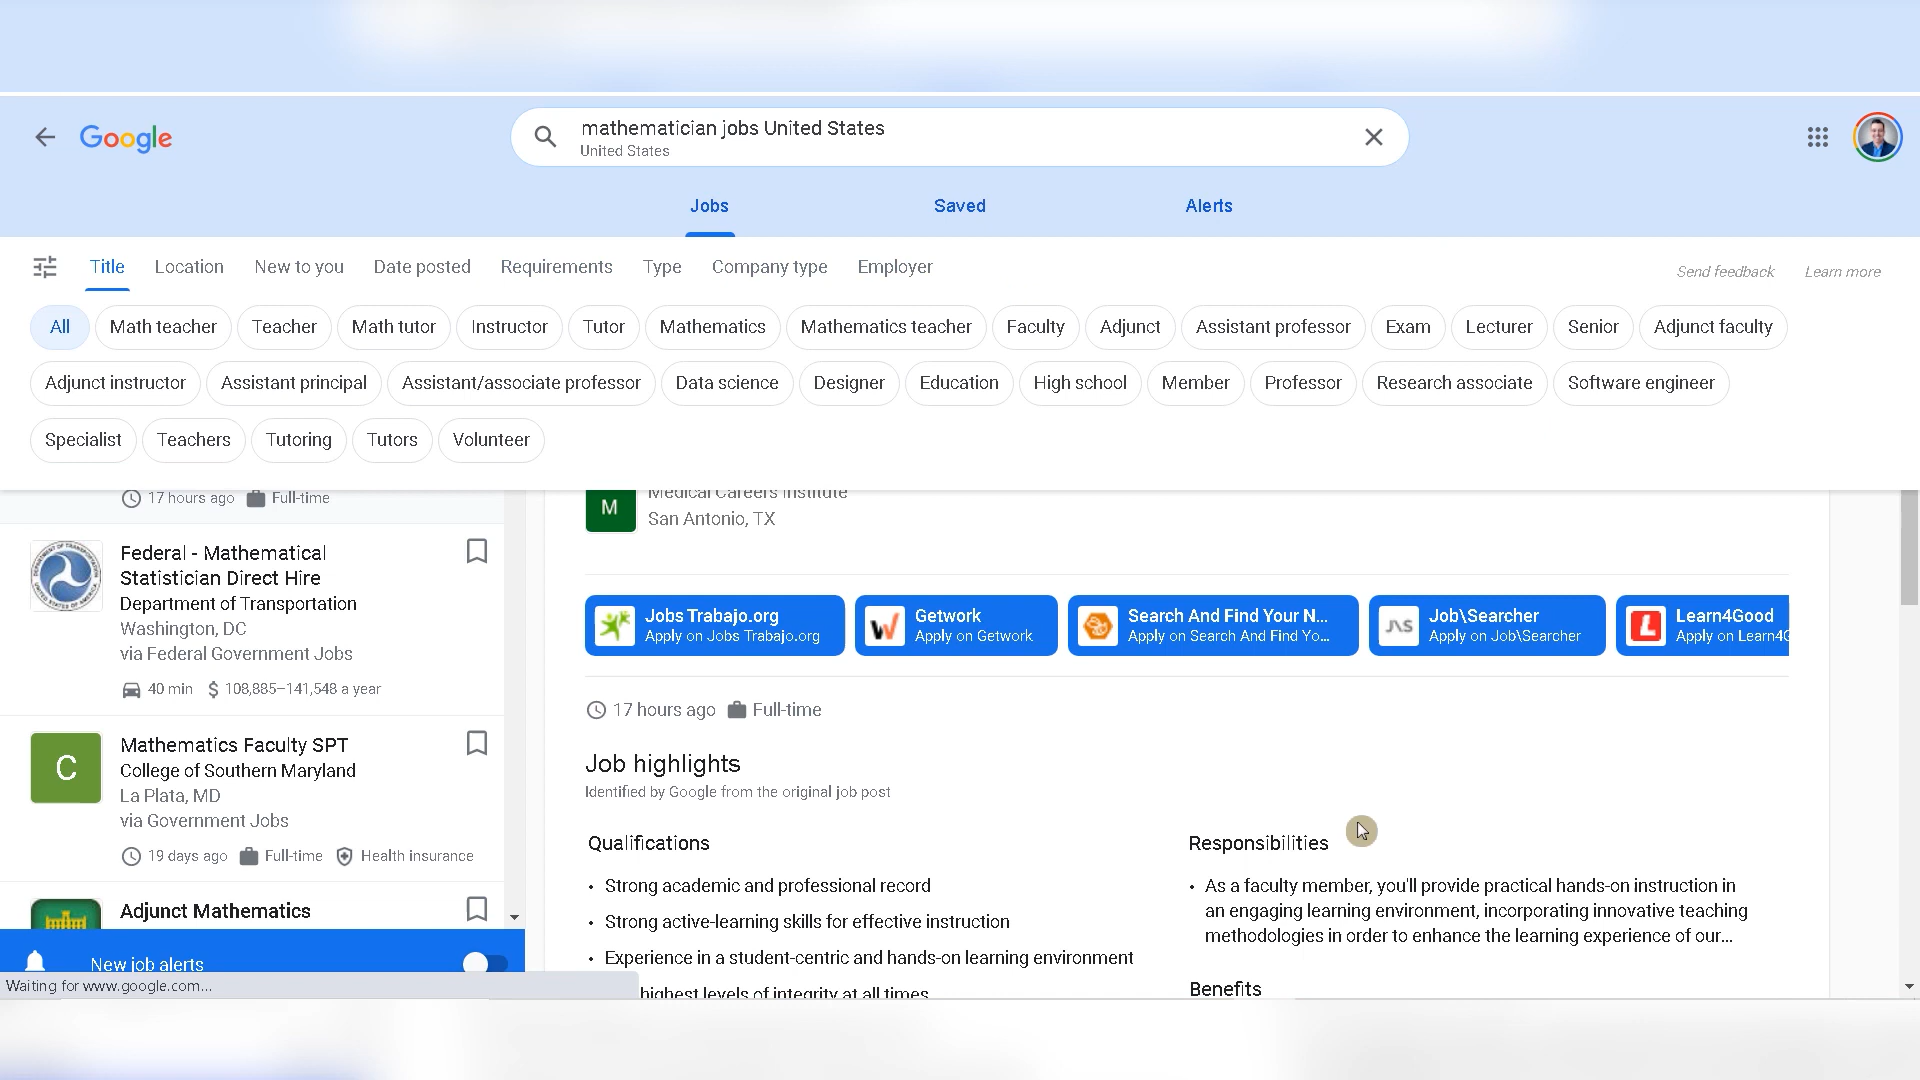 Google
mathematician jobs United States
United States
Jobs
Saved
Alerts
Title
Location
New to you
Date posted
Requirements
Type
Company type
Employer
Send feedback
Learn more
All
Math teacher
Teacher
Math tutor
Instructor
Tutor
Mathematics
Mathematics teacher
Faculty
Adjunct
Assistant professor
Exam
Lecturer
Senior
Adjunct faculty
Adjunct instructor
Assistant principal
Assistant/associate professor
Data science
Designer
Education
High school
Member
Professor
Research associate
Software engineer
Specialist
Teachers
Tutoring
Tutors
Volunteer
17 hours ago
Full-time
Federal - Mathematical
Statistician Direct Hire
Department of Transportation
Washington, DC
via Federal Government Jobs
40 min
$ 108,885–141,548 a year
C
Mathematics Faculty SPT
College of Southern Maryland
La Plata, MD
via Government Jobs
19 days ago
Full-time
Health insurance
Adjunct Mathematics
New job alerts
Waiting for www.google.com...
M
Medical Careers Institute
San Antonio, TX
Jobs Trabajo.org
Apply on Jobs Trabajo.org
Getwork
Apply on Getwork
Search And Find Your N...
Apply on Search And Find Yo...
J\S
Job\Searcher
Apply on Job\Searcher
L
Learn4Good
Apply on Learn4G
17 hours ago
Full-time
Job highlights
Identified by Google from the original job post
Qualifications
• Strong academic and professional record
• Strong active-learning skills for effective instruction
• Experience in a student-centric and hands-on learning environment
highest levels of integrity at all times
Responsibilities
• As a faculty member, you'll provide practical hands-on instruction in
an engaging learning environment, incorporating innovative teaching
methodologies in order to enhance the learning experience of our...
Benefits